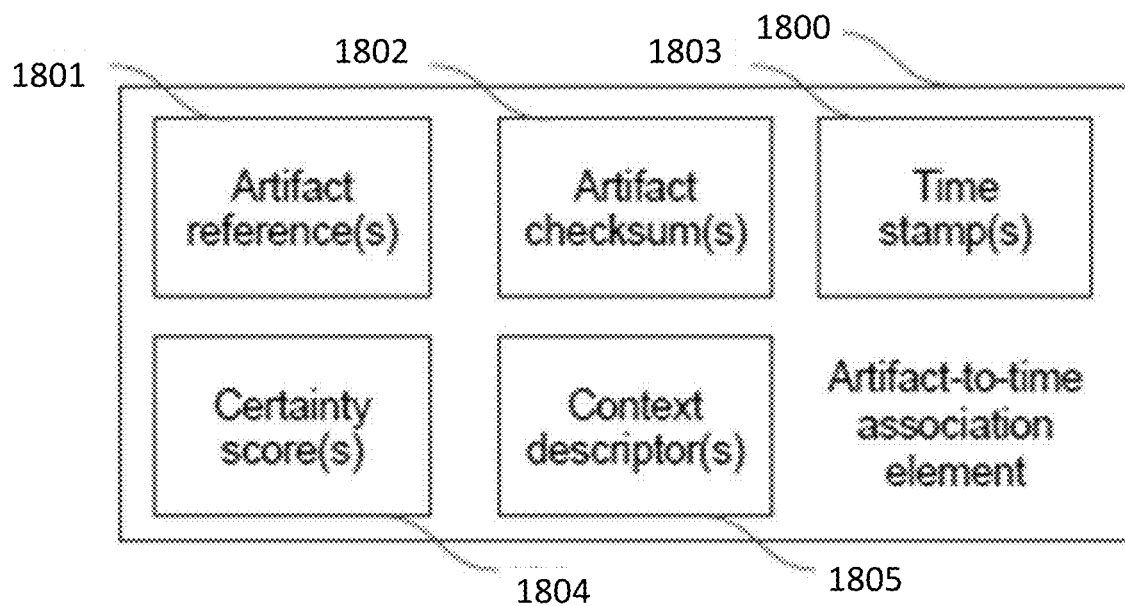 1800
1801
1802
1803
Artifact
reference(s)
Artifact
checksum(s)
Time
stamp(s)
Certainty
score(s)
Context
descriptor(s)
Artifact-to-time
association
element
1804
1805